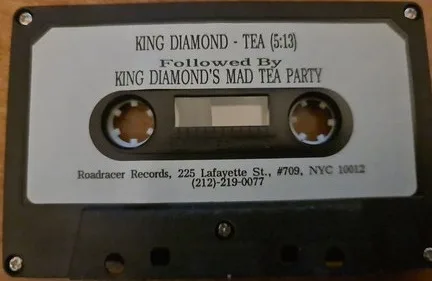 KING DIAMOND - TEA (5:13)
Followed By
KING DIAMOND'S MAD TEA PARTY
Roadracer Records, 225 Lafayette St., #709, NYC 10012
(212)-219-0077